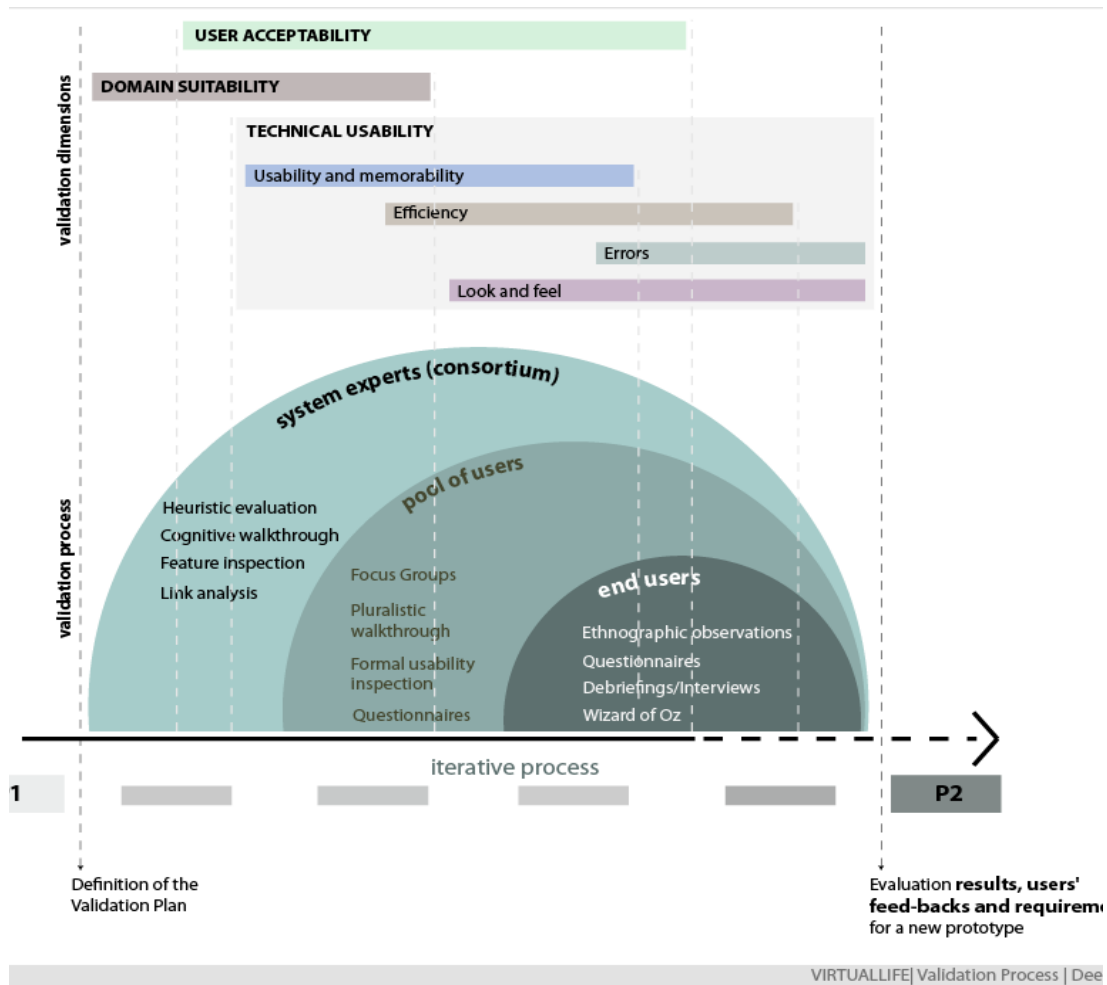 USER ACCEPTABILITY
DOMAIN SUITABILITY
TECHNICAL USABILITY
Usability and memorability
Efficiency
Errors
Look and feel
validation dimensions
system experts (consortium)
pool of users
Heuristic evaluation
Cognitive walkthrough
Feature inspection
Link analysis
Focus Groups
Pluralistic
walkthrough
Formal usability
inspection
Questionnaires
end users
Ethnographic observations
Questionnaires
Debriefings/Interviews
Wizard of Oz
validation process
iterative process
1
P2
Definition of the
Validation Plan
Evaluation results, users'
feed-backs and requireme
for a new prototype
VIRTUALLIFE| Validation Process | Dee